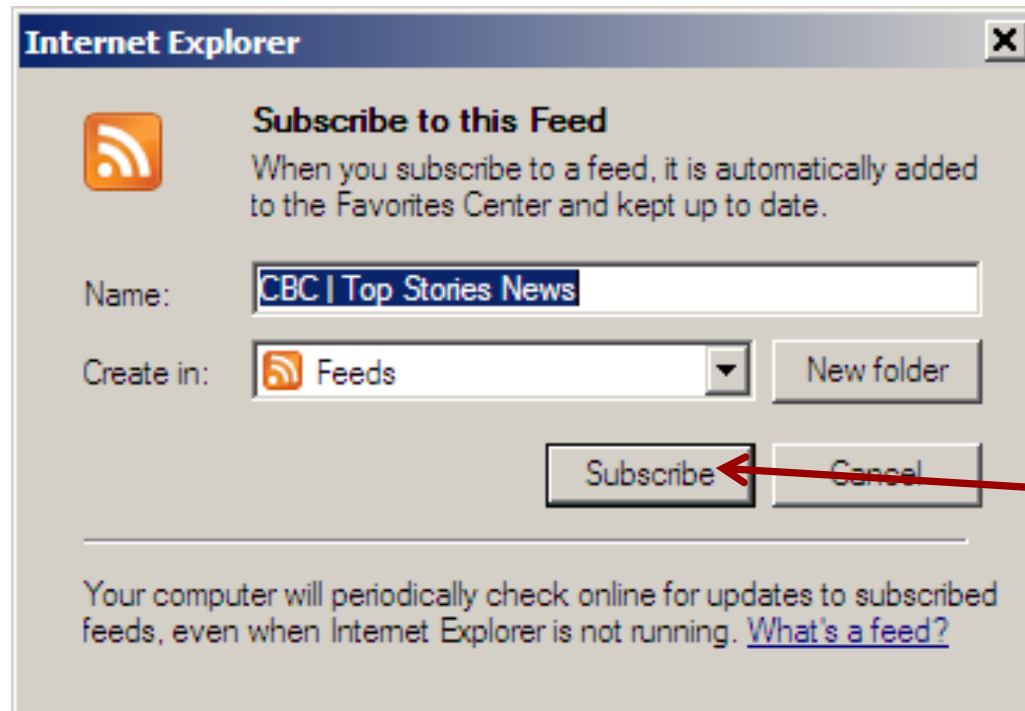 Internet Explorer
Subscribe to this Feed
When you subscribe to a feed, it is automatically added
to the Favorites Center and kept up to date.
Name: CBC | Top Stories News
Create in: Feeds New folder
Subscribe Cancel
Your computer will periodically check online for updates to subscribed
feeds, even when Internet Explorer is not running. What's a feed?